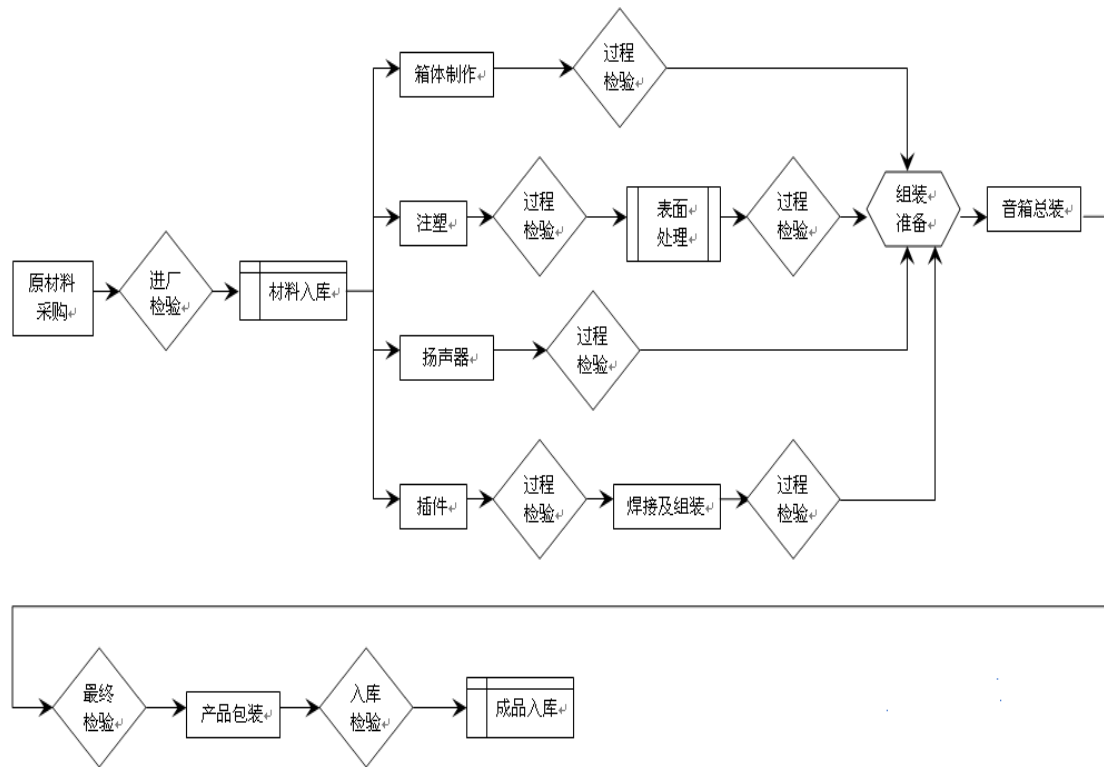 箱体制作
过程
检验
注塑
过程
检验
表面
处理
过程
检验
组装
准备
音箱总装
原材料
采购
进厂
检验
材料入库
扬声器
过程
检验
插件
过程
检验
焊接及组装
过程
检验
最终
检验
产品包装
入库
检验
成品入库